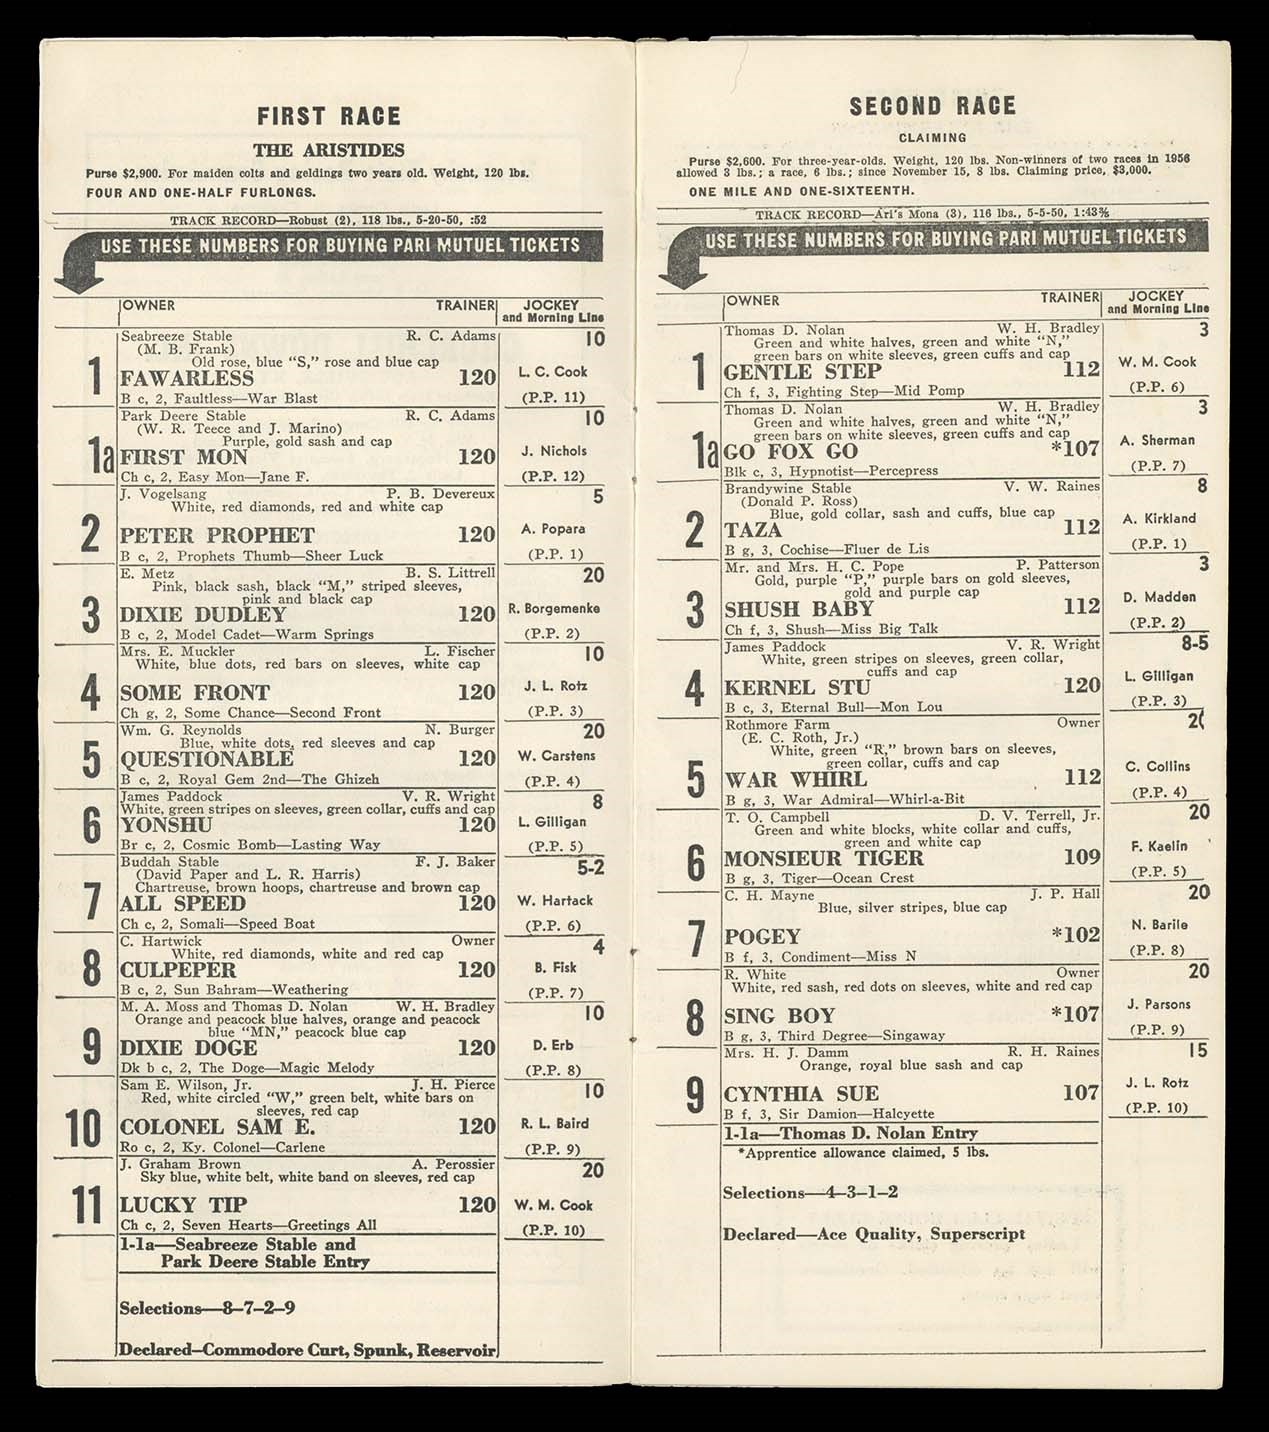 FIRST RACE
THE ARISTIDES
Purse $2,900. For maiden colts and geldings two years old. Weight, 120 lbs.
FOUR AND ONE-HALF FURLONGS.
TRACK RECORD—Robust (2), 118 lbs., 5-20-50, :52
USE THESE NUMBERS FOR BUYING PARI MUTUEL TICKETS
OWNER TRAINER JOCKEY
and Morning Line
Seabreeze Stable R. C. Adams 10
(M. B. Frank)
Old rose, blue “S,” rose and blue cap
1 FAWARLESS 120 L. C. Cook
B c, 2, Faultless—War Blast (P.P. 11)
Park Deere Stable R. C. Adams 10
(W. R. Teece and J. Marino)
Purple, gold sash and cap
1a FIRST MON 120 J. Nichols
Ch c, 2, Easy Mon—Jane F. (P.P. 12)
J. Vogelsang P. B. Devereux 5
White, red diamonds, red and white cap
2 PETER PROPHET 120 A. Popara
B c, 2, Prophets Thumb—Sheer Luck (P.P. 1)
E. Metz B. S. Littrell 20
Pink, black sash, black “M,” striped sleeves,
pink and black cap
3 DIXIE DUDLEY 120 R. Borgemenke
B c, 2, Model Cadet—Warm Springs (P.P. 2)
Mrs. E. Muckler L. Fischer 10
White, blue dots, red bars on sleeves, white cap
4 SOME FRONT 120 J. L. Rotz
Ch g, 2, Some Chance—Second Front (P.P. 3)
Wm. G. Reynolds N. Burger 20
Blue, white dots, red sleeves and cap
5 QUESTIONABLE 120 W. Carstens
B c, 2, Royal Gem 2nd—The Ghizeh (P.P. 4)
James Paddock V. R. Wright 8
White, green stripes on sleeves, green collar, cuffs and cap
6 YONSHU 120 L. Gilligan
Br c, 2, Cosmic Bomb—Lasting Way (P.P. 5)
Buddah Stable F. J. Baker 5-2
(David Paper and L. R. Harris)
Chartreuse, brown hoops, chartreuse and brown cap
7 ALL SPEED 120 W. Hartack
Ch c, 2, Somali—Speed Boat (P.P. 6)
C. Hartwick Owner 4
White, red diamonds, white and red cap
8 CULPEPER 120 B. Fisk
B c, 2, Sun Bahram—Weathering (P.P. 7)
M. A. Moss and Thomas D. Nolan W. H. Bradley 10
Orange and peacock blue halves, orange and peacock
blue “MN,” peacock blue cap
9 DIXIE DOGE 120 D. Erb
Dk b c, 2, The Doge—Magic Melody (P.P. 8)
Sam E. Wilson, Jr. J. H. Pierce 10
Red, white circled “W,” green belt, white bars on
sleeves, red cap
10 COLONEL SAM E. 120 R. L. Baird
Ro c, 2, Ky. Colonel—Carlene (P.P. 9)
J. Graham Brown A. Perossier 20
Sky blue, white belt, white band on sleeves, red cap
11 LUCKY TIP 120 W. M. Cook
Ch c, 2, Seven Hearts—Greetings All (P.P. 10)
1-1a—Seabreeze Stable and
Park Deere Stable Entry
Selections—8-7-2-9
Declared—Commodore Curt, Spunk, Reservoir
SECOND RACE
CLAIMING
Purse $2,600. For three-year-olds. Weight, 120 lbs. Non-winners of two races in 1956
allowed 3 lbs.; a race, 6 lbs.; since November 15, 8 lbs. Claiming price, $3,000.
ONE MILE AND ONE-SIXTEENTH.
TRACK RECORD—Ari's Mona (3), 116 lbs., 5-5-50, 1:43⅗
USE THESE NUMBERS FOR BUYING PARI MUTUEL TICKETS
OWNER TRAINER JOCKEY
and Morning Line
Thomas D. Nolan W. H. Bradley 3
Green and white halves, green and white “N,”
green bars on white sleeves, green cuffs and cap
1 GENTLE STEP 112 W. M. Cook
Ch f, 3, Fighting Step—Mid Pomp (P.P. 6)
Thomas D. Nolan W. H. Bradley 3
Green and white halves, green and white “N,”
green bars on white sleeves, green cuffs and cap
1a GO FOX GO *107 A. Sherman
Blk c, 3, Hypnotist—Percepress (P.P. 7)
Brandywine Stable V. W. Raines 8
(Donald P. Ross)
Blue, gold collar, sash and cuffs, blue cap
2 TAZA 112 A. Kirkland
B g, 3, Cochise—Fluer de Lis (P.P. 1)
Mr. and Mrs. H. C. Pope P. Patterson 3
Gold, purple “P,” purple bars on gold sleeves,
gold and purple cap
3 SHUSH BABY 112 D. Madden
Ch f, 3, Shush—Miss Big Talk (P.P. 2)
James Paddock V. R. Wright 8-5
White, green stripes on sleeves, green collar,
cuffs and cap
4 KERNEL STU 120 L. Gilligan
B c, 3, Eternal Bull—Mon Lou (P.P. 3)
Rothmore Farm Owner
(E. C. Roth, Jr.)
White, green “R,” brown bars on sleeves,
green collar, cuffs and cap
5 WAR WHIRL 112 C. Collins
B g, 3, War Admiral—Whirl-a-Bit (P.P. 4)
T. O. Campbell D. V. Terrell, Jr. 20
Green and white blocks, white collar and cuffs,
green and white cap
6 MONSIEUR TIGER 109 F. Kaelin
B g, 3, Tiger—Ocean Crest (P.P. 5)
C. H. Mayne J. P. Hall 20
Blue, silver stripes, blue cap
7 POGEY *102 N. Barile
B f, 3, Condiment—Miss N (P.P. 8)
R. White Owner 20
White, red sash, red dots on sleeves, white and red cap
8 SING BOY *107 J. Parsons
B g, 3, Third Degree—Singaway (P.P. 9)
Mrs. H. J. Damm R. H. Raines 15
Orange, royal blue sash and cap
9 CYNTHIA SUE 107 J. L. Rotz
B f, 3, Sir Damion—Halcyette (P.P. 10)
1-1a—Thomas D. Nolan Entry
*Apprentice allowance claimed, 5 lbs.
Selections—4-3-1-2
Declared—Ace Quality, Superscript